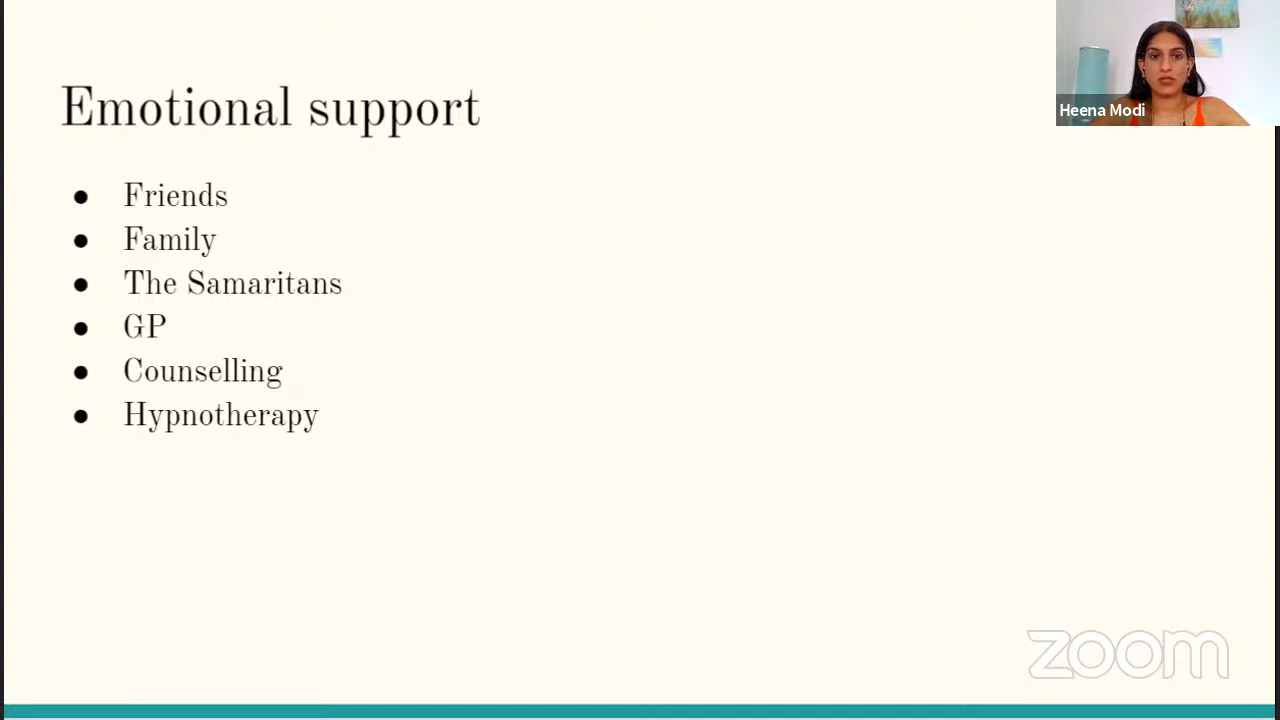 Emotional support
● Friends
● Family
● The Samaritans
● GP
● Counselling
● Hypnotherapy
Heena Modi
zoom